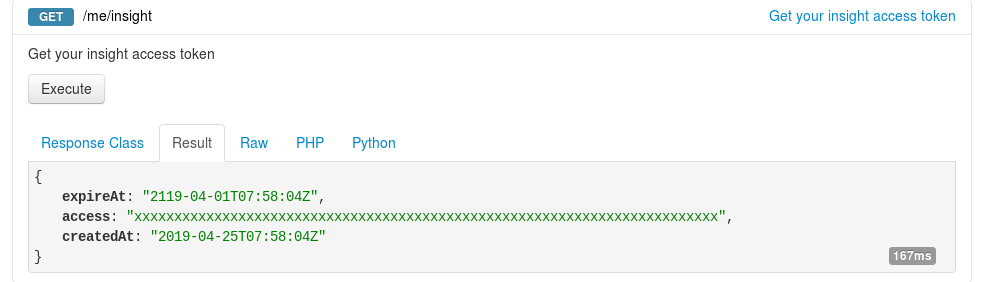 GET /me/insight Get your insight access token
Get your insight access token
Execute
Response Class Result Raw PHP Python
{
expireAt: "2119-04-01T07:58:04Z",
access: "xxxxxxxxxxxxxxxxxxxxxxxxxxxxxxxxxxxxxxxxxxxxxxxxxxxxxxxxxxxxxxxxxxxxxxxxx",
createdAt: "2019-04-25T07:58:04Z"
}
167ms